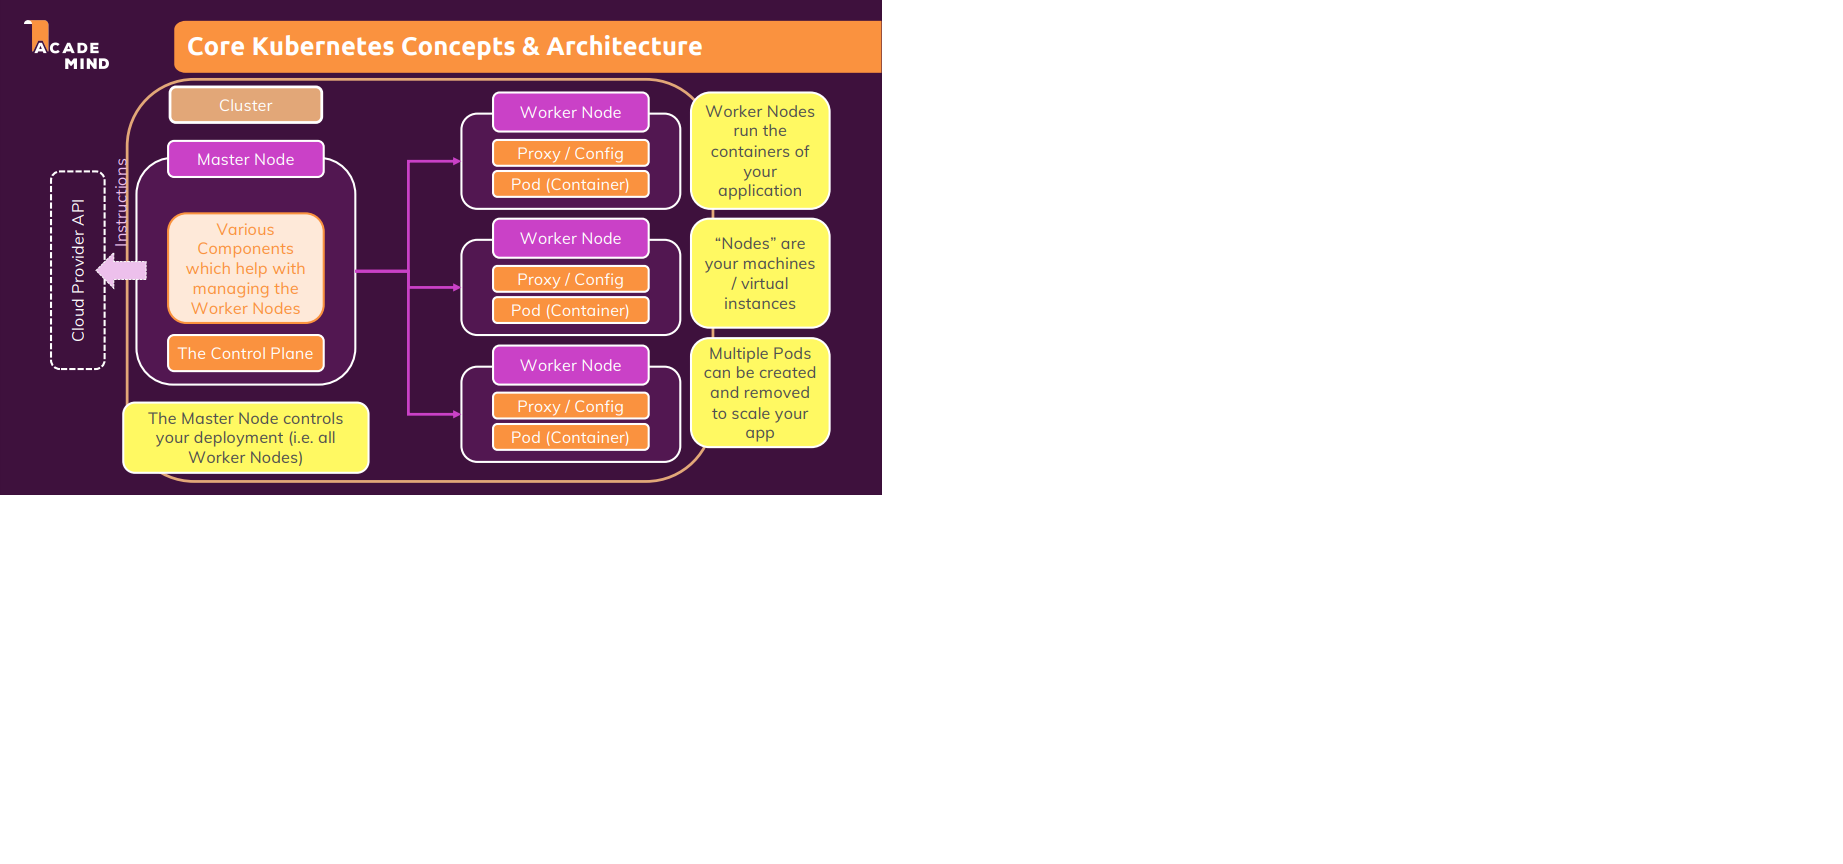 ACADE
MIND
Core Kubernetes Concepts & Architecture
Cluster
Master Node
Various
Components
which help with
managing the
Worker Nodes
The Control Plane
Instructions
Cloud Provider API
The Master Node controls
your deployment (i.e. all
Worker Nodes)
Worker Node
Proxy / Config
Pod (Container)
Worker Node
Proxy / Config
Pod (Container)
Worker Node
Proxy / Config
Pod (Container)
Worker Nodes
run the
containers of
your
application
“Nodes” are
your machines
/ virtual
instances
Multiple Pods
can be created
and removed
to scale your
app